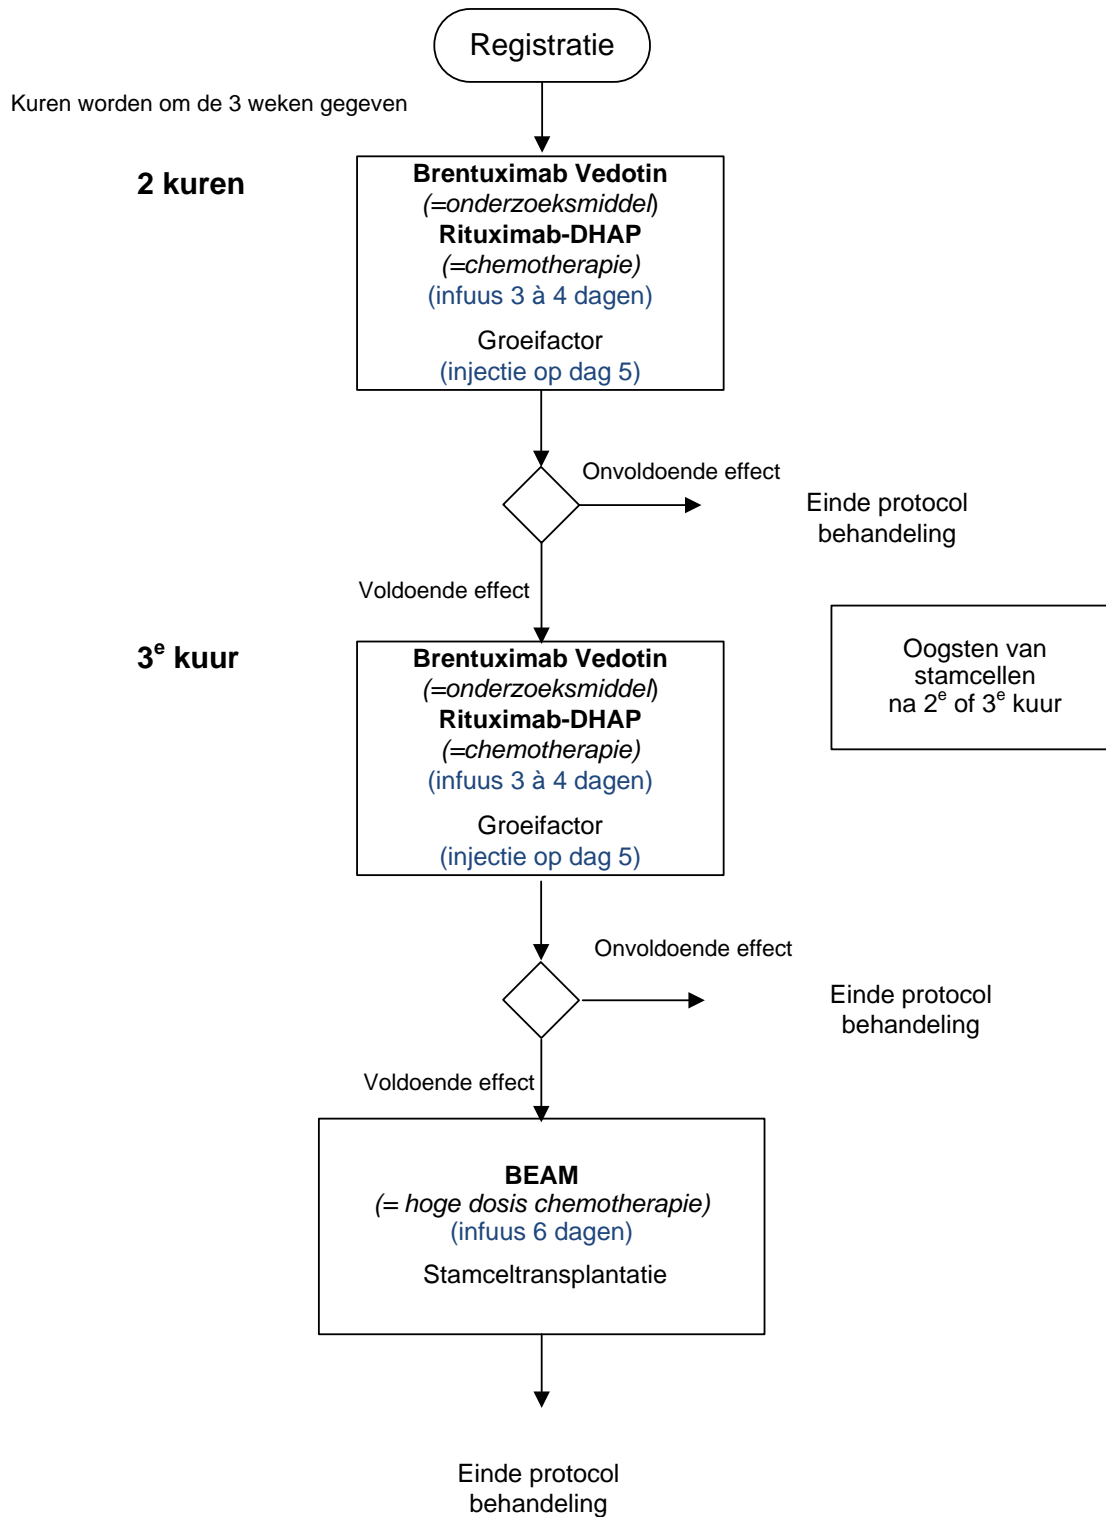 Registratie
Kuren worden om de 3 weken gegeven
2 kuren
Brentuximab Vedotin
(=onderzoeksmiddel)
Rituximab-DHAP
(=chemotherapie)
(infuus 3 à 4 dagen)
Groeifactor
(injectie op dag 5)
Onvoldoende effect
Einde protocol
behandeling
Voldoende effect
3e kuur
Brentuximab Vedotin
(=onderzoeksmiddel)
Rituximab-DHAP
(=chemotherapie)
(infuus 3 à 4 dagen)
Groeifactor
(injectie op dag 5)
Oogsten van
stamcellen
na 2e of 3e kuur
Onvoldoende effect
Einde protocol
behandeling
Voldoende effect
BEAM
(= hoge dosis chemotherapie)
(infuus 6 dagen)
Stamceltransplantatie
Einde protocol
behandeling